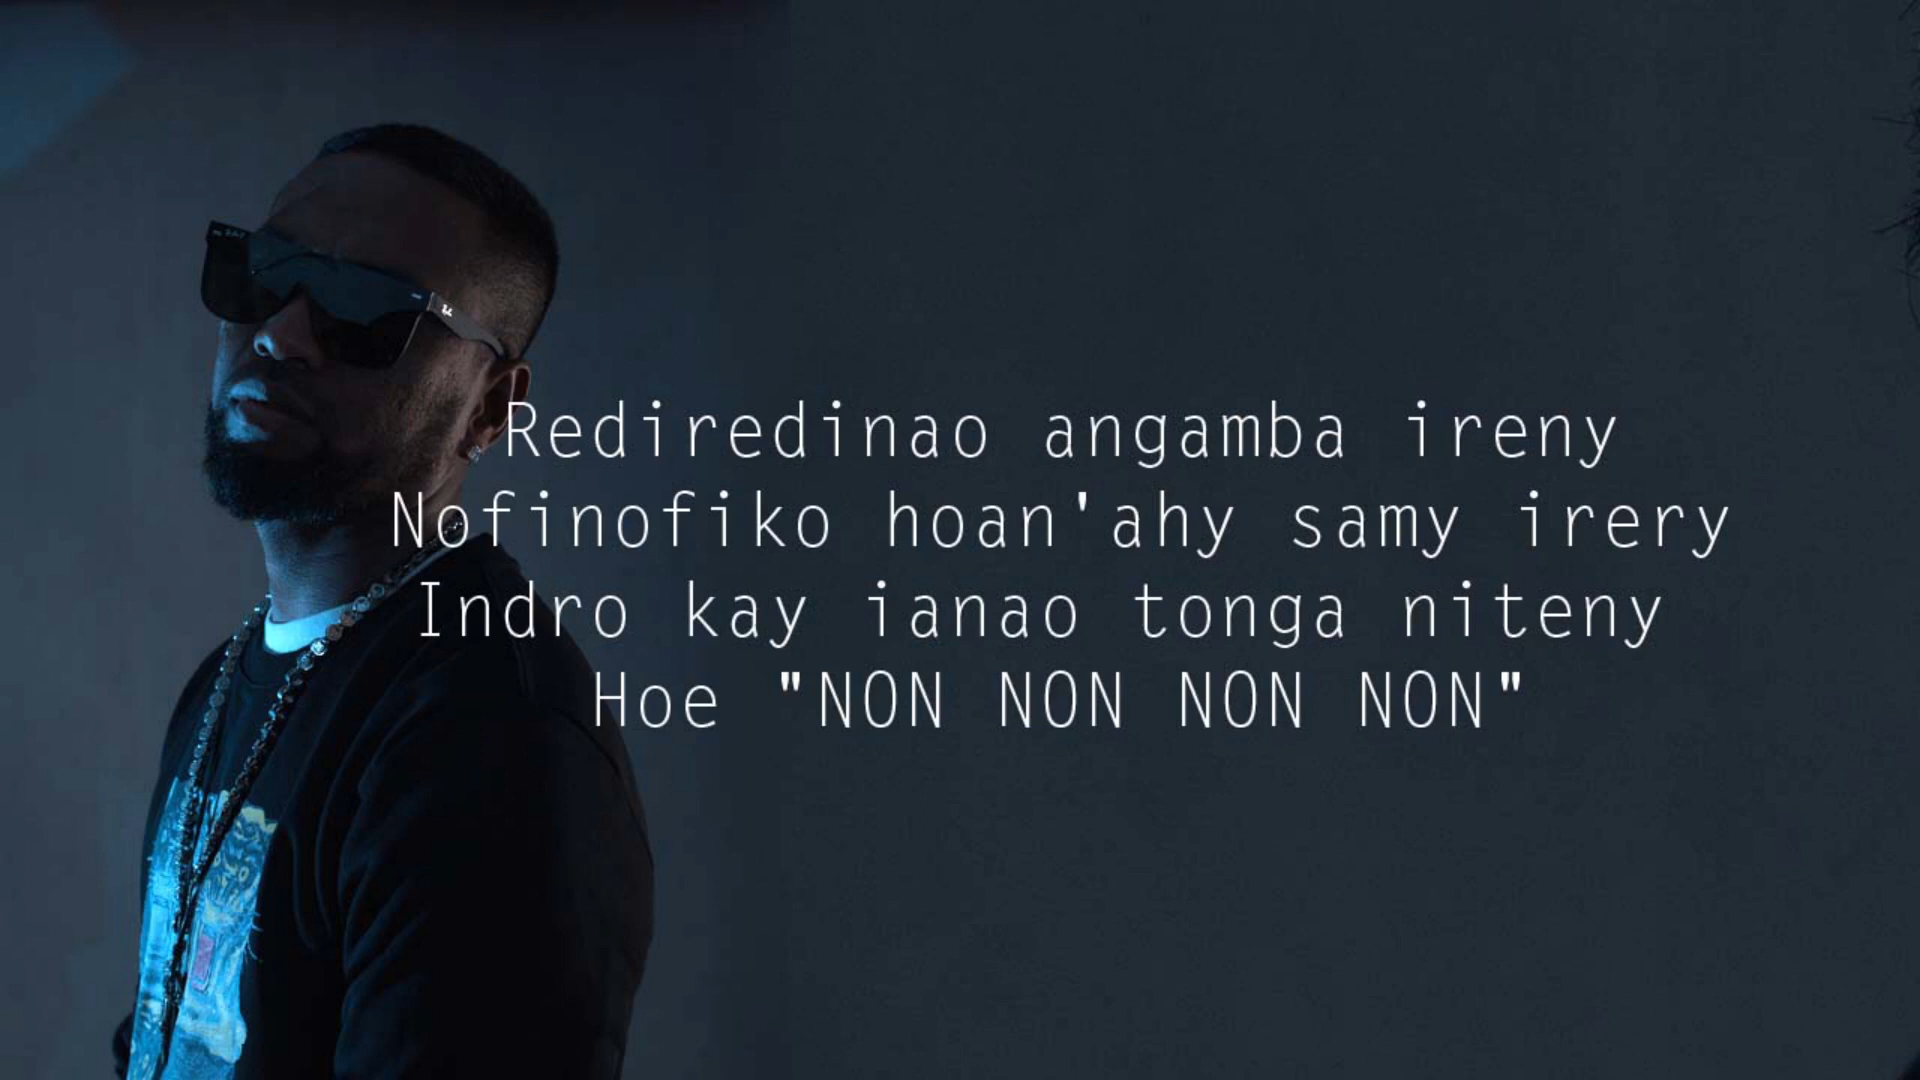 Rediredinao angamba ireny
Nofinofiko hoan'ahy samy irery
Indro kay ianao tonga niteny
Hoe "NON NON NON NON"